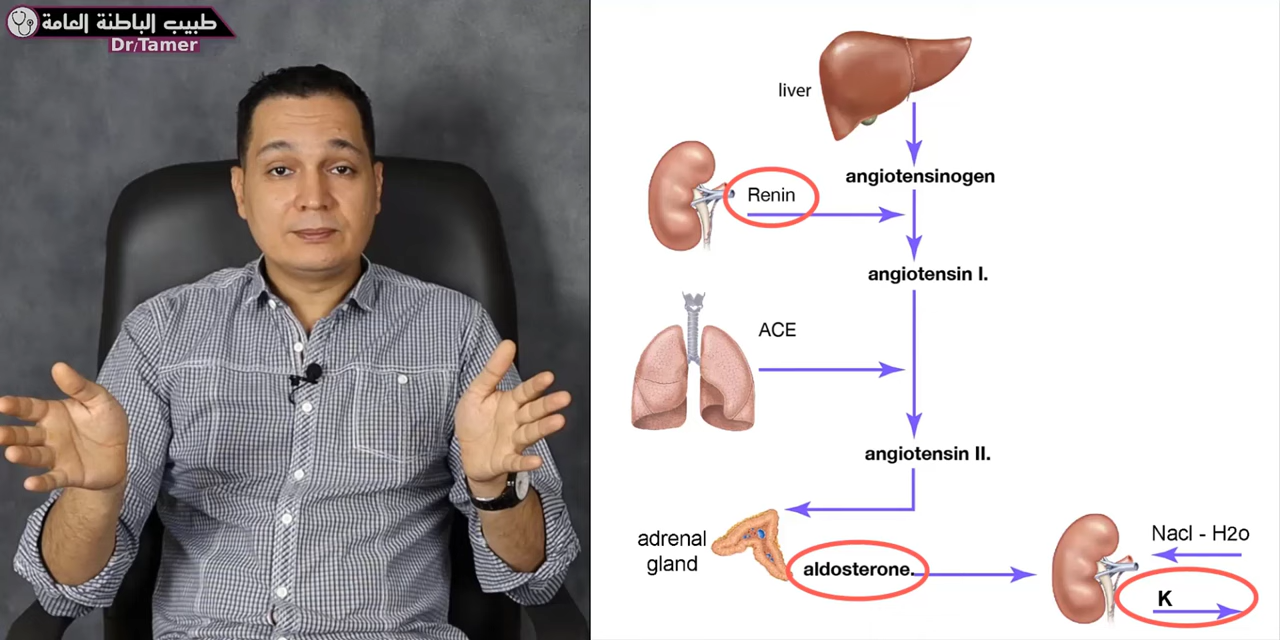 طبيب الباطنة العامة
Dr/Tamer
liver
angiotensinogen
Renin
angiotensin I.
ACE
angiotensin II.
adrenal
gland
aldosterone.
Nacl - H2o
K